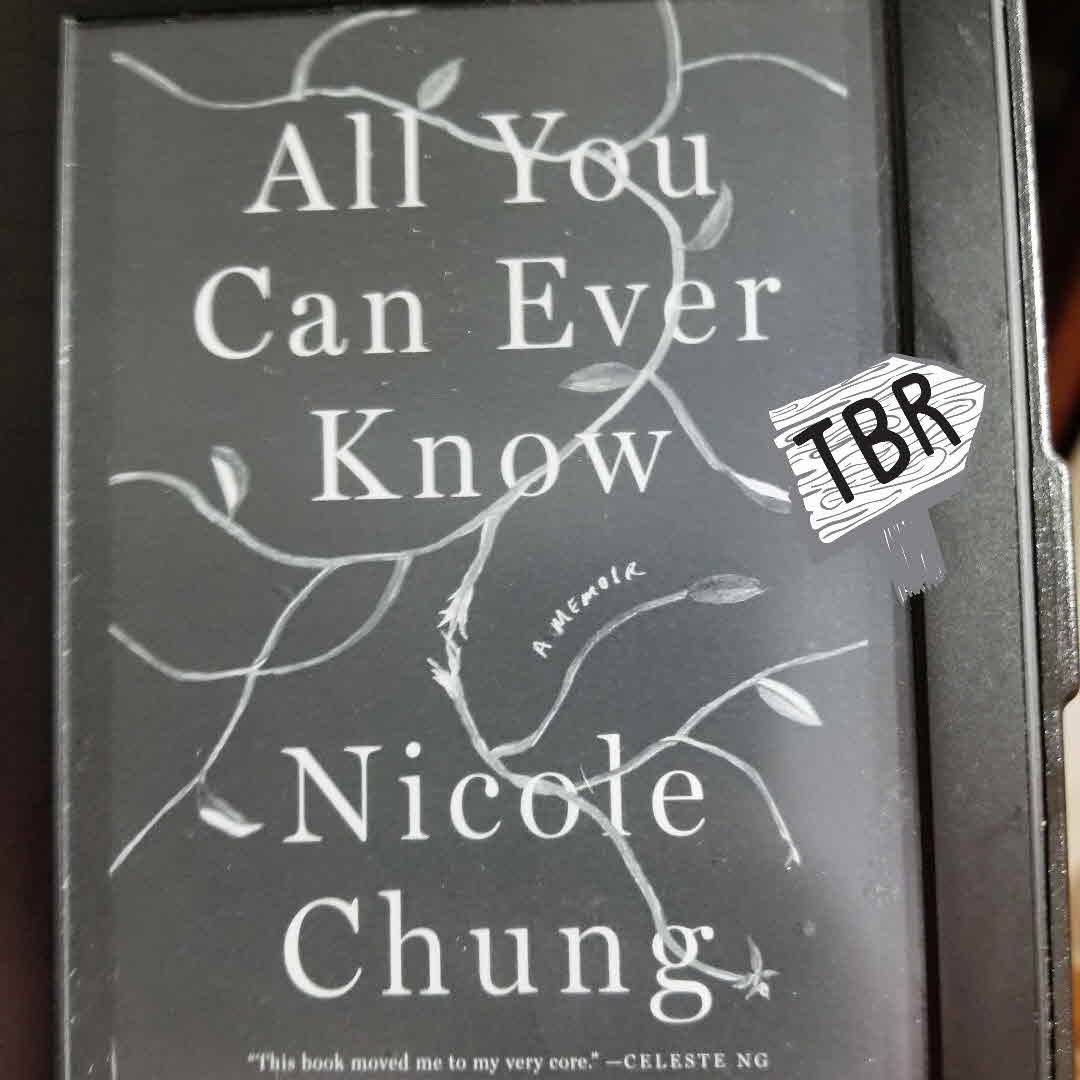 All You
Can Ever
Know
TBR
A MEMOIR
Nicole
Chung
"This book moved me to my very core." —CELESTE NG